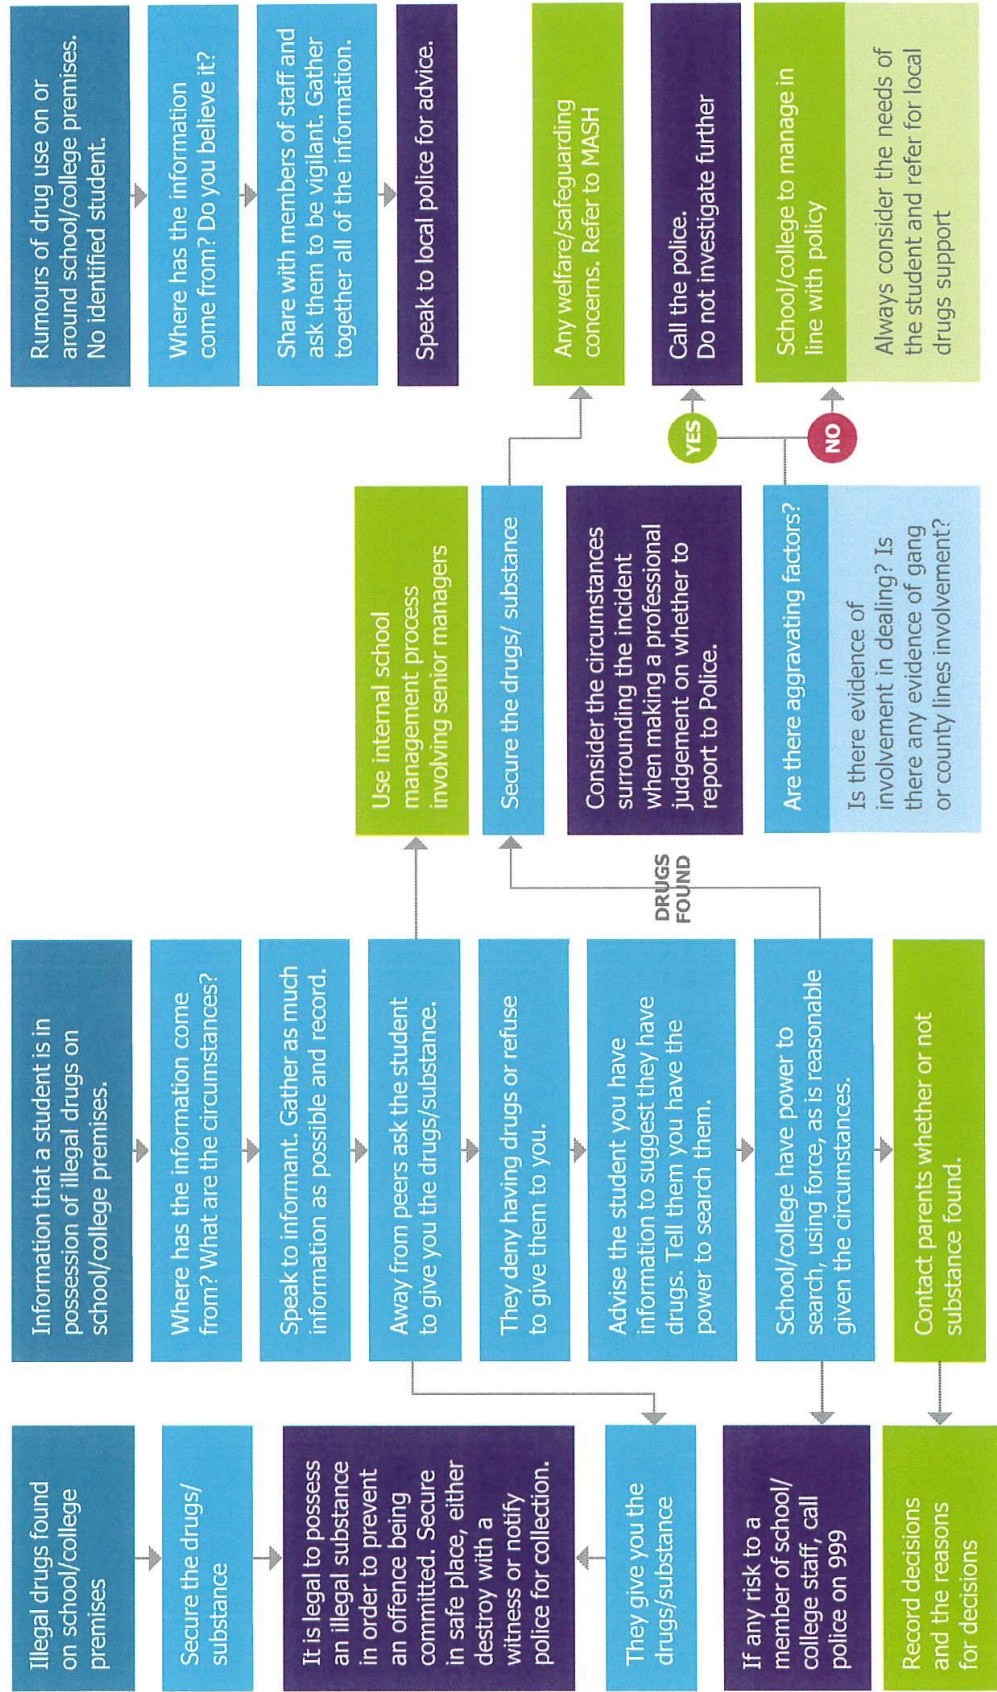 Illegal drugs found
on school/college
premises
Secure the drugs/
substance
It is legal to possess
an illegal substance
in order to prevent
an offence being
committed. Secure
in safe place, either
destroy with a
witness or notify
police for collection.
They give you the
drugs/substance
If any risk to a
member of school/
college staff, call
police on 999
Record decisions
and the reasons
for decisions
Information that a student is in
possession of illegal drugs on
school/college premises.
Where has the information come
from? What are the circumstances?
Speak to informant. Gather as much
information as possible and record.
Away from peers ask the student
to give you the drugs/substance.
They deny having drugs or refuse
to give them to you.
Advise the student you have
information to suggest they have
drugs. Tell them you have the
power to search them.
School/college have power to
search, using force, as is reasonable
given the circumstances.
Contact parents whether or not
substance found.
DRUGS
FOUND
Use internal school
management process
involving senior managers
Secure the drugs/ substance
Consider the circumstances
surrounding the incident
when making a professional
judgement on whether to
report to Police.
Are there aggravating factors?
Is there evidence of
involvement in dealing? Is
there any evidence of gang
or county lines involvement?
YES
NO
Rumours of drug use on or
around school/college premises.
No identified student.
Where has the information
come from? Do you believe it?
Share with members of staff and
ask them to be vigilant. Gather
together all of the information.
Speak to local police for advice.
Any welfare/safeguarding
concerns. Refer to MASH
Call the police.
Do not investigate further
School/college to manage in
line with policy
Always consider the needs of
the student and refer for local
drugs support